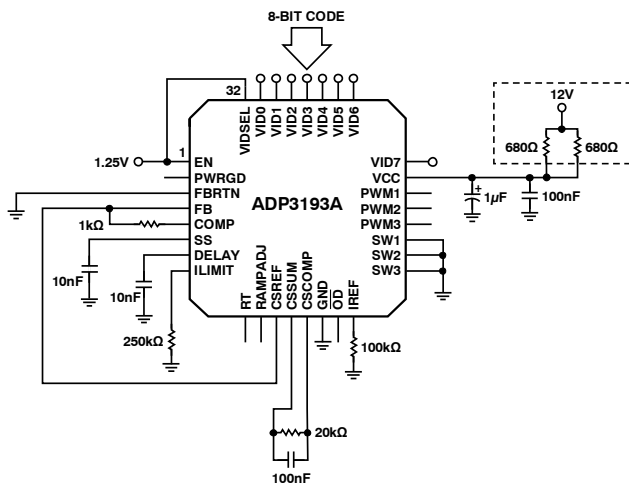 8-BIT CODE
32
VIDSEL
VID0
VID1
VID2
VID3
VID4
VID5
VID6
12V
680Ω
680Ω
1
1.25V
EN
PWRGD
FBRTN
FB
COMP
SS
DELAY
ILIMIT
ADP3193A
VID7
VCC
PWM1
PWM2
PWM3
SW1
SW2
SW3
+
1µF
100nF
1kΩ
10nF
10nF
250kΩ
RT
RAMPADJ
CSREF
CSSUM
CSCOMP
GND
OD
IREF
100kΩ
20kΩ
100nF